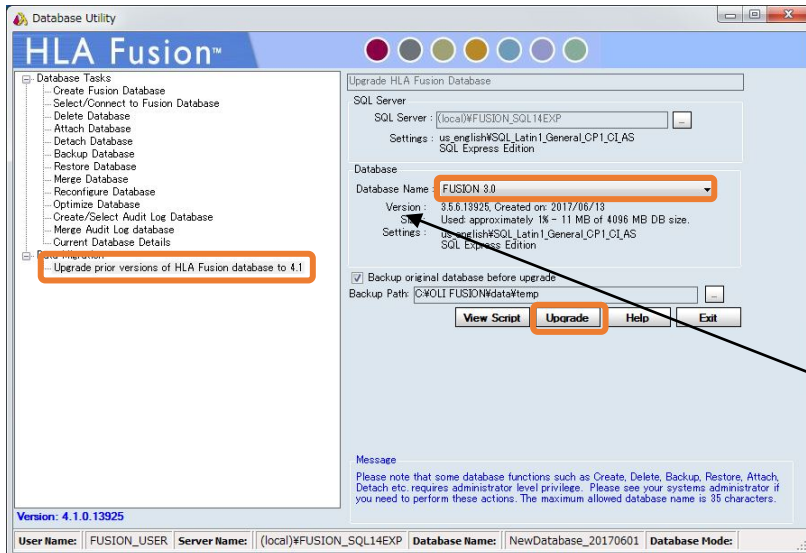 Database Utility
HLA Fusion™
Database Tasks
Create Fusion Database
Select/Connect to Fusion Database
Delete Database
Attach Database
Detach Database
Backup Database
Restore Database
Merge Database
Reconfigure Database
Optimize Database
Create/Select Audit Log Database
Merge Audit Log database
Current Database Details
Upgrade prior versions of HLA Fusion database to 4.1
Version: 4.1.0.13925
Upgrade HLA Fusion Database
SQL Server
SQL Server : (local)¥FUSION_SQL14EXP ...
Settings : us_english¥SQL_Latin1_General_CP1_CI_AS
SQL Express Edition
Database
Database Name : FUSION 3.0
Version : 3.5.6.13925, Created on: 2017/06/13
Used: approximately 1% - 11 MB of 4096 MB DB size.
Settings : us_english¥SQL_Latin1_General_CP1_CI_AS
SQL Express Edition
Backup original database before upgrade
Backup Path: C:¥OLI FUSION¥data¥temp ...
View Script Upgrade Help Exit
Message
Please note that some database functions such as Create, Delete, Backup, Restore, Attach,
Detach etc. requires administrator level privilege. Please see your systems administrator if
you need to perform these actions. The maximum allowed database name is 35 characters.
User Name: FUSION_USER Server Name: (local)¥FUSION_SQL14EXP Database Name: NewDatabase_20170601 Database Mode: